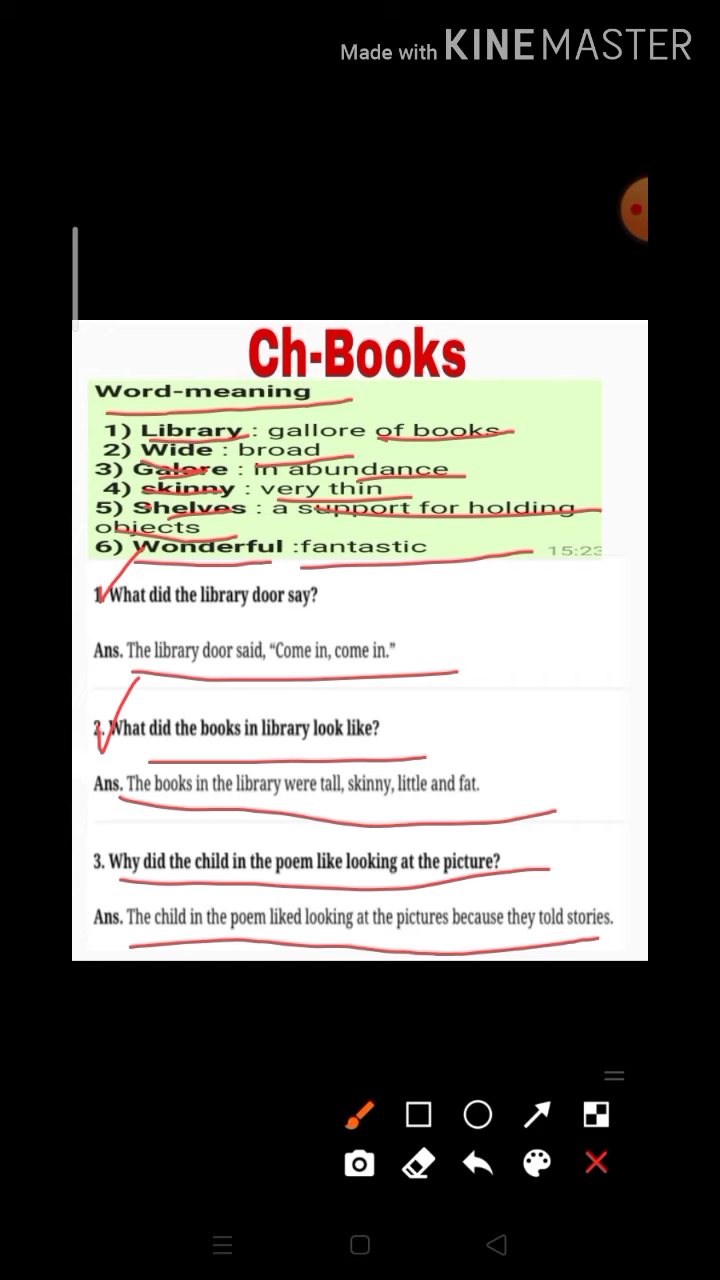 Made with KINEMASTER
Ch-Books
Word-meaning
1) Library : gallore of books
2) Wide : broad
3) Galore : In abundance
4) skinny : very thin
5) Shelves : a support for holding
objects
6) Wonderful :fantastic
15:23
1. What did the library door say?
Ans. The library door said, “Come in, come in.”
2. What did the books in library look like?
Ans. The books in the library were tall, skinny, little and fat.
3. Why did the child in the poem like looking at the picture?
Ans. The child in the poem liked looking at the pictures because they told stories.